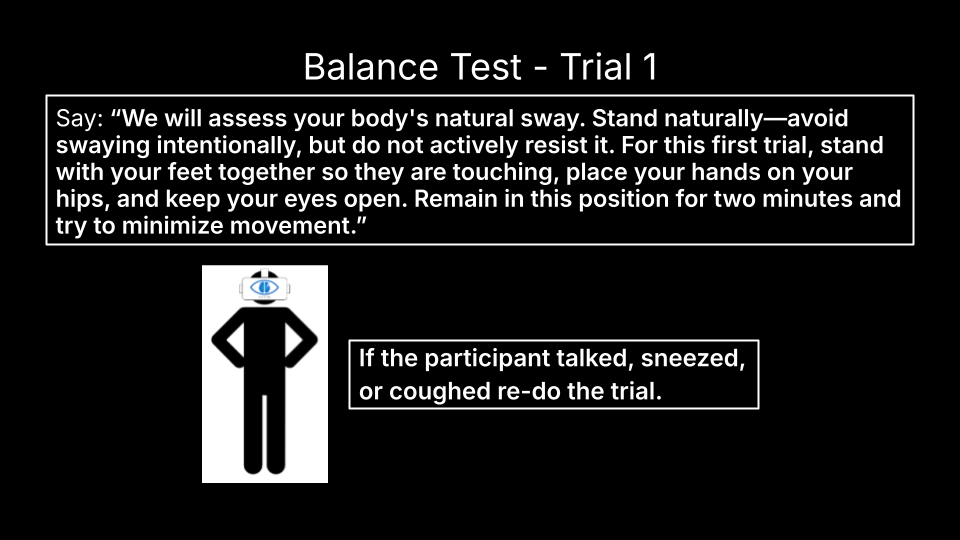 Balance Test - Trial 1
Say: “We will assess your body's natural sway. Stand naturally—avoid
swaying intentionally, but do not actively resist it. For this first trial, stand
with your feet together so they are touching, place your hands on your
hips, and keep your eyes open. Remain in this position for two minutes and
try to minimize movement.”
If the participant talked, sneezed,
or coughed re-do the trial.